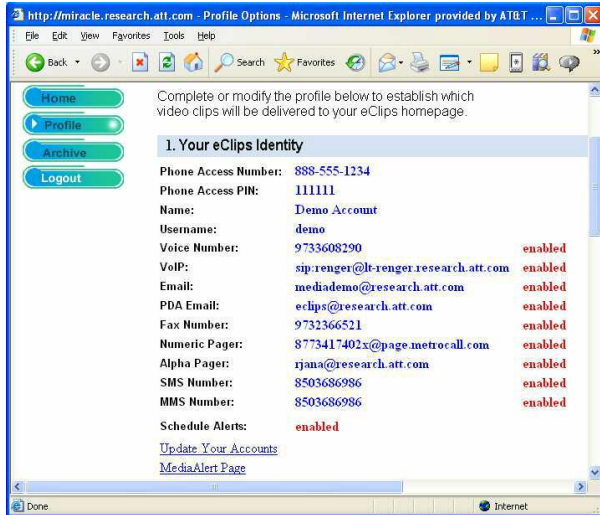 http://miracle.research.att.com - Profile Options - Microsoft Internet Explorer provided by AT&T ...
File Edit View Favorites Tools Help
Back Search Favorites »
Home
Profile
Archive
Logout
Complete or modify the profile below to establish which
video clips will be delivered to your eClips homepage.
1. Your eClips Identity
Phone Access Number: 888-555-1234
Phone Access PIN: 111111
Name: Demo Account
Username: demo
Voice Number: 9733608290 enabled
VoIP: sip:renger@lt-renger.research.att.com enabled
Email: mediademo@research.att.com enabled
PDA Email: eclips@research.att.com enabled
Fax Number: 9732366521 enabled
Numeric Pager: 8773417402x@page.metrocall.com enabled
Alpha Pager: rjana@research.att.com enabled
SMS Number: 8503686986 enabled
MMS Number: 8503686986 enabled
Schedule Alerts: enabled
Update Your Accounts
MediaAlert Page
Done Internet